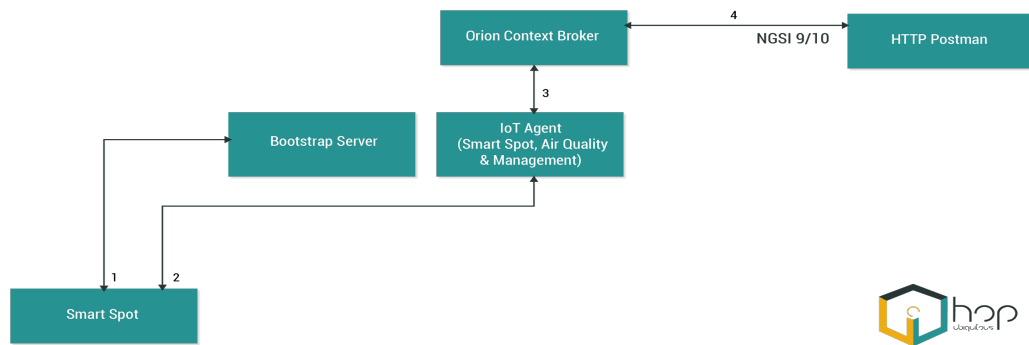 4
Orion Context Broker
NGSI 9/10
HTTP Postman
3
Bootstrap Server
IoT Agent
(Smart Spot, Air Quality
& Management)
1
2
Smart Spot
hop
ubiquitous